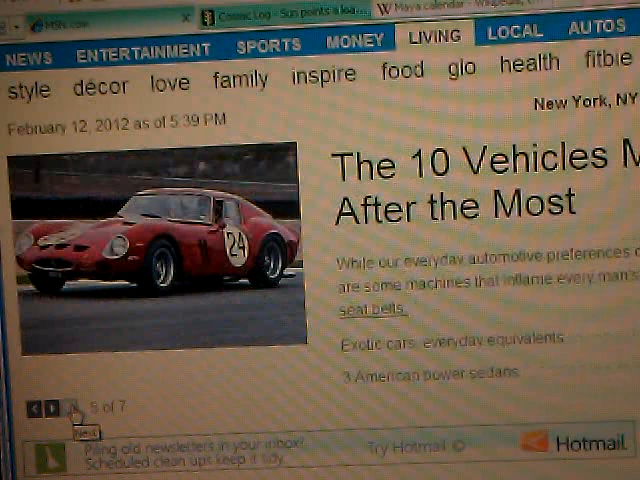 MSN.com
Cosmic Log - Sun points a loa
Maya calendar - Wikipedia,
NEWS ENTERTAINMENT SPORTS MONEY LIVING LOCAL AUTOS
style décor love family inspire food glo health fitbie
New York, NY
February 12, 2012 as of 5:39 PM
The 10 Vehicles M
After the Most
While our everyday automotive preferences
are some machines that inflame every man's
seat belts.
Exotic cars: everyday equivalents
3 American power sedans
24
5 of 7
Next
Piling old newsletters in your inbox?
Scheduled clean ups keep it tidy.
Try Hotmail
Hotmail